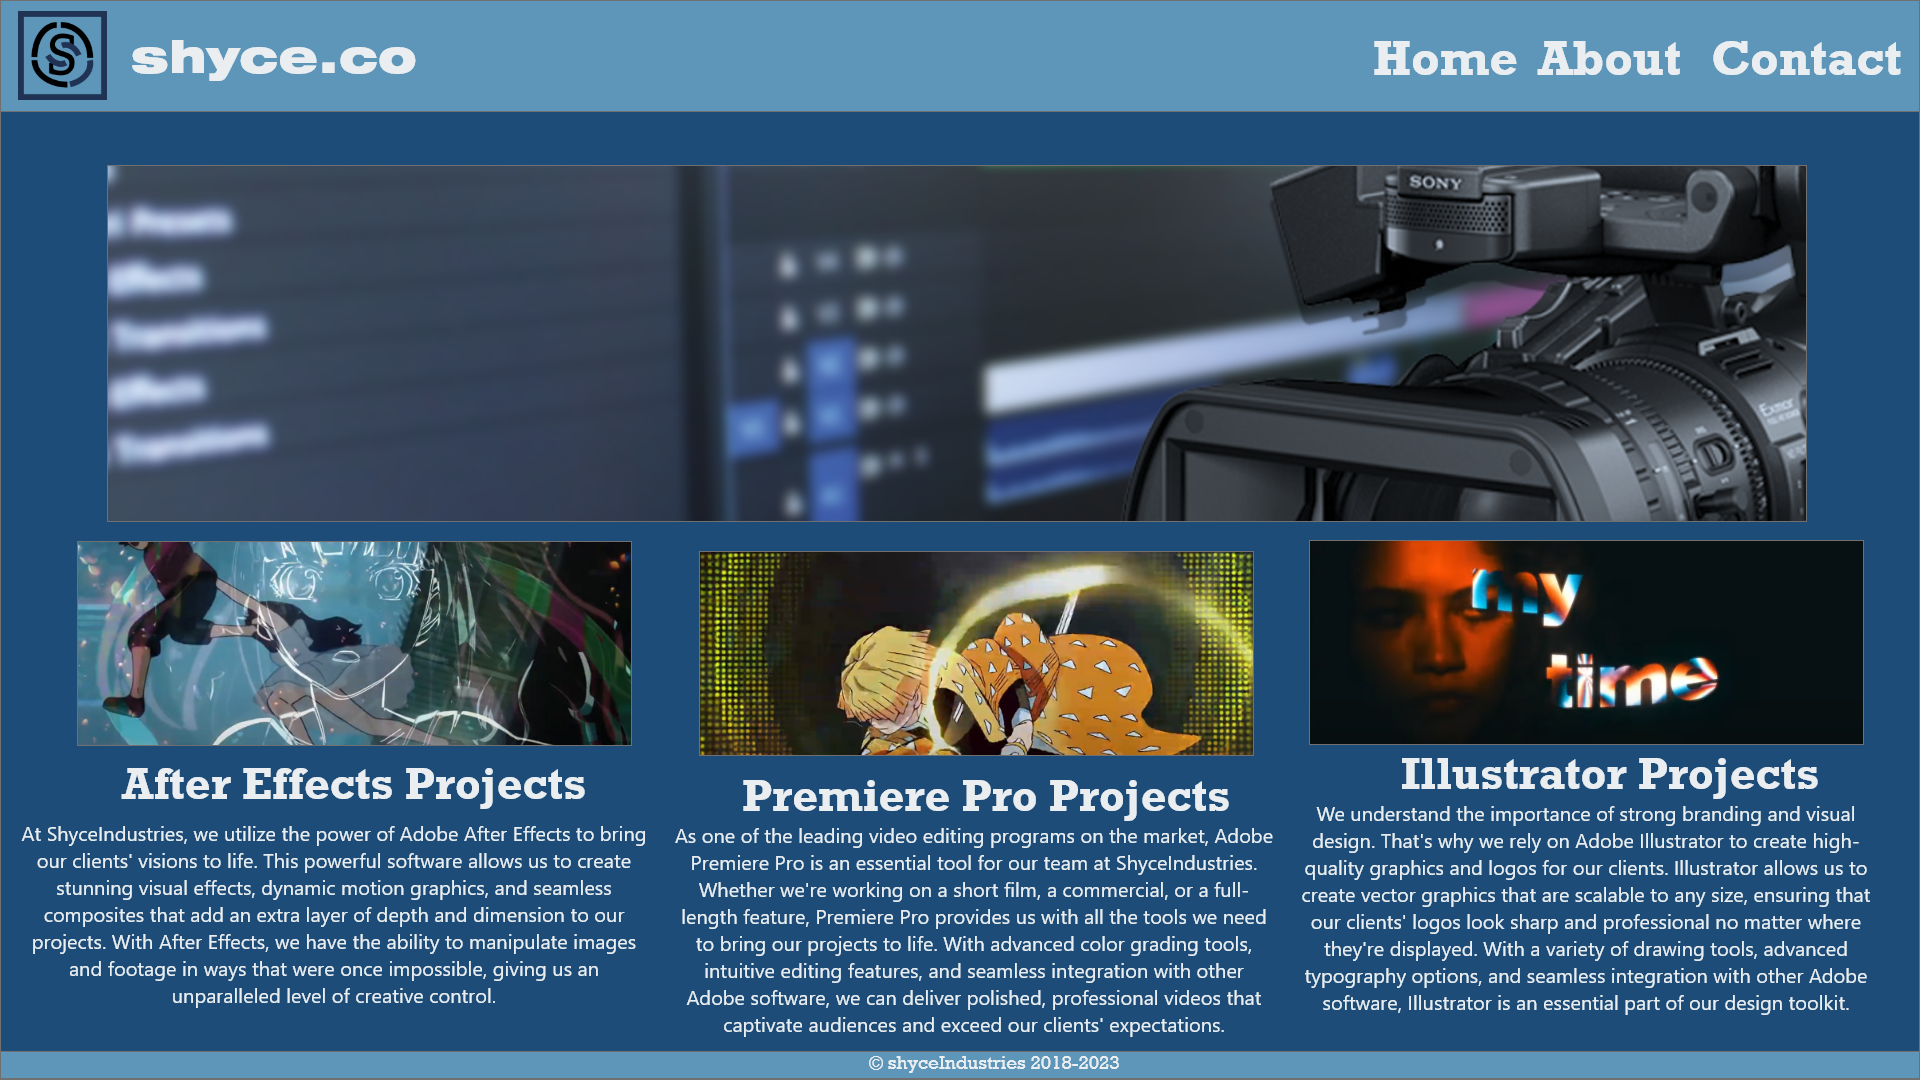 S
shyce.co
Home About Contact
Presets
Effects
Transitions
Effects
Transitions
SONY
Exmor
my
time
After Effects Projects
At ShyceIndustries, we utilize the power of Adobe After Effects to bring
our clients' visions to life. This powerful software allows us to create
stunning visual effects, dynamic motion graphics, and seamless
composites that add an extra layer of depth and dimension to our
projects. With After Effects, we have the ability to manipulate images
and footage in ways that were once impossible, giving us an
unparalleled level of creative control.
Premiere Pro Projects
As one of the leading video editing programs on the market, Adobe
Premiere Pro is an essential tool for our team at ShyceIndustries.
Whether we're working on a short film, a commercial, or a full-
length feature, Premiere Pro provides us with all the tools we need
to bring our projects to life. With advanced color grading tools,
intuitive editing features, and seamless integration with other
Adobe software, we can deliver polished, professional videos that
captivate audiences and exceed our clients' expectations.
Illustrator Projects
We understand the importance of strong branding and visual
design. That's why we rely on Adobe Illustrator to create high-
quality graphics and logos for our clients. Illustrator allows us to
create vector graphics that are scalable to any size, ensuring that
our clients' logos look sharp and professional no matter where
they're displayed. With a variety of drawing tools, advanced
typography options, and seamless integration with other Adobe
software, Illustrator is an essential part of our design toolkit.
© shyceIndustries 2018-2023